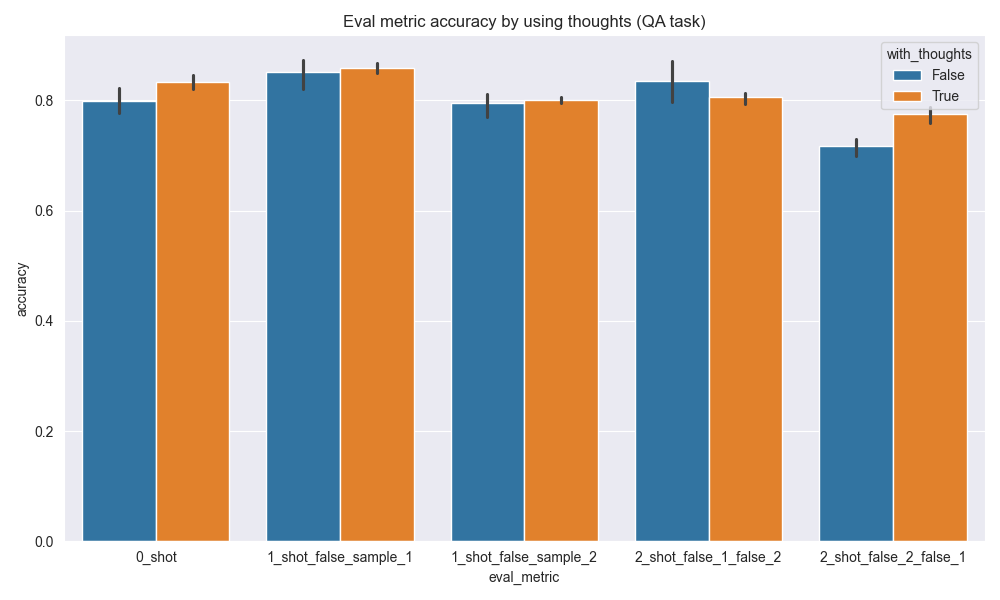 Eval metric accuracy by using thoughts (QA task)
with_thoughts
False
True
accuracy
0.8
0.6
0.4
0.2
0.0
0_shot
1_shot_false_sample_1
1_shot_false_sample_2
2_shot_false_1_false_2
2_shot_false_2_false_1
eval_metric